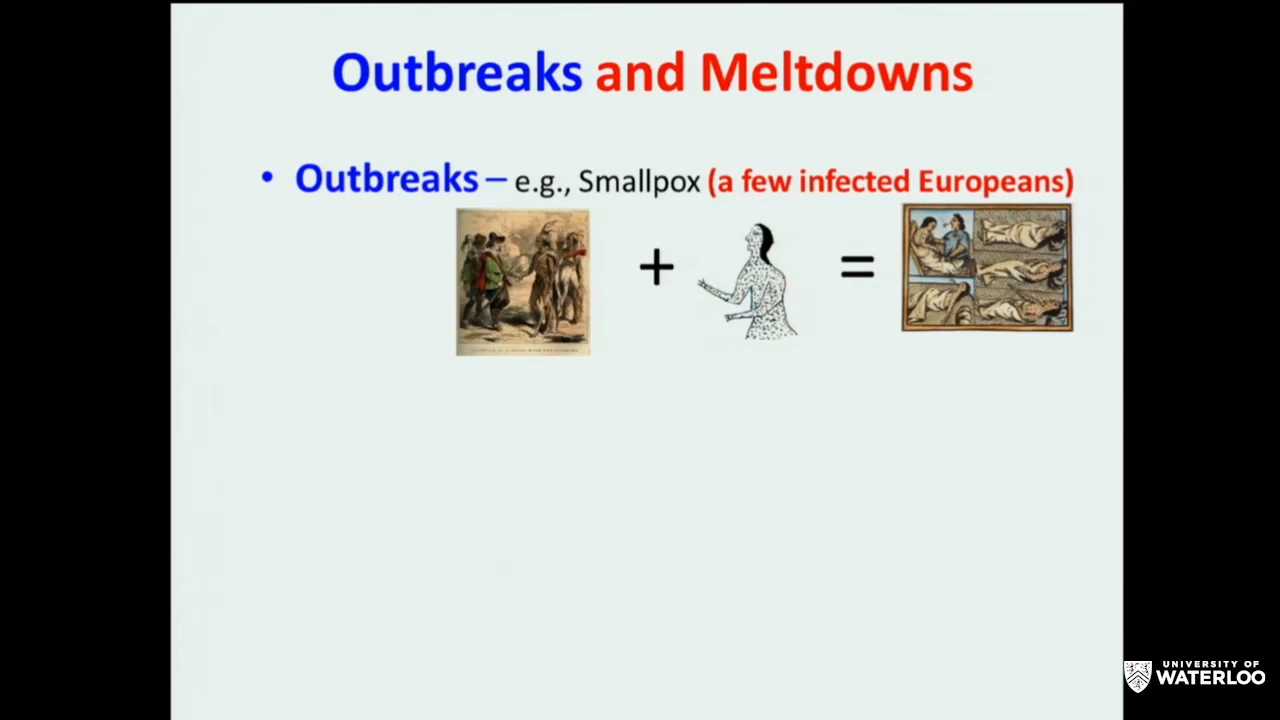 Outbreaks and Meltdowns
• Outbreaks – e.g., Smallpox (a few infected Europeans)
+ =
UNIVERSITY OF
WATERLOO